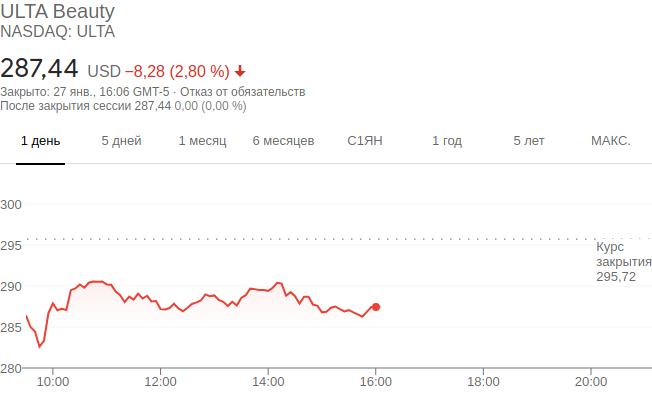 ULTA Beauty
NASDAQ: ULTA
287,44 USD −8,28 (2,80 %)
Закрыто: 27 янв., 16:06 GMT-5 · Отказ от обязательств
После закрытия сессии 287,44 0,00 (0,00 %)
1 день 5 дней 1 месяц 6 месяцев С1ЯН 1 год 5 лет МАКС.
300
295
Курс
закрытия
295,72
290
285
280
10:00 12:00 14:00 16:00 18:00 20:00